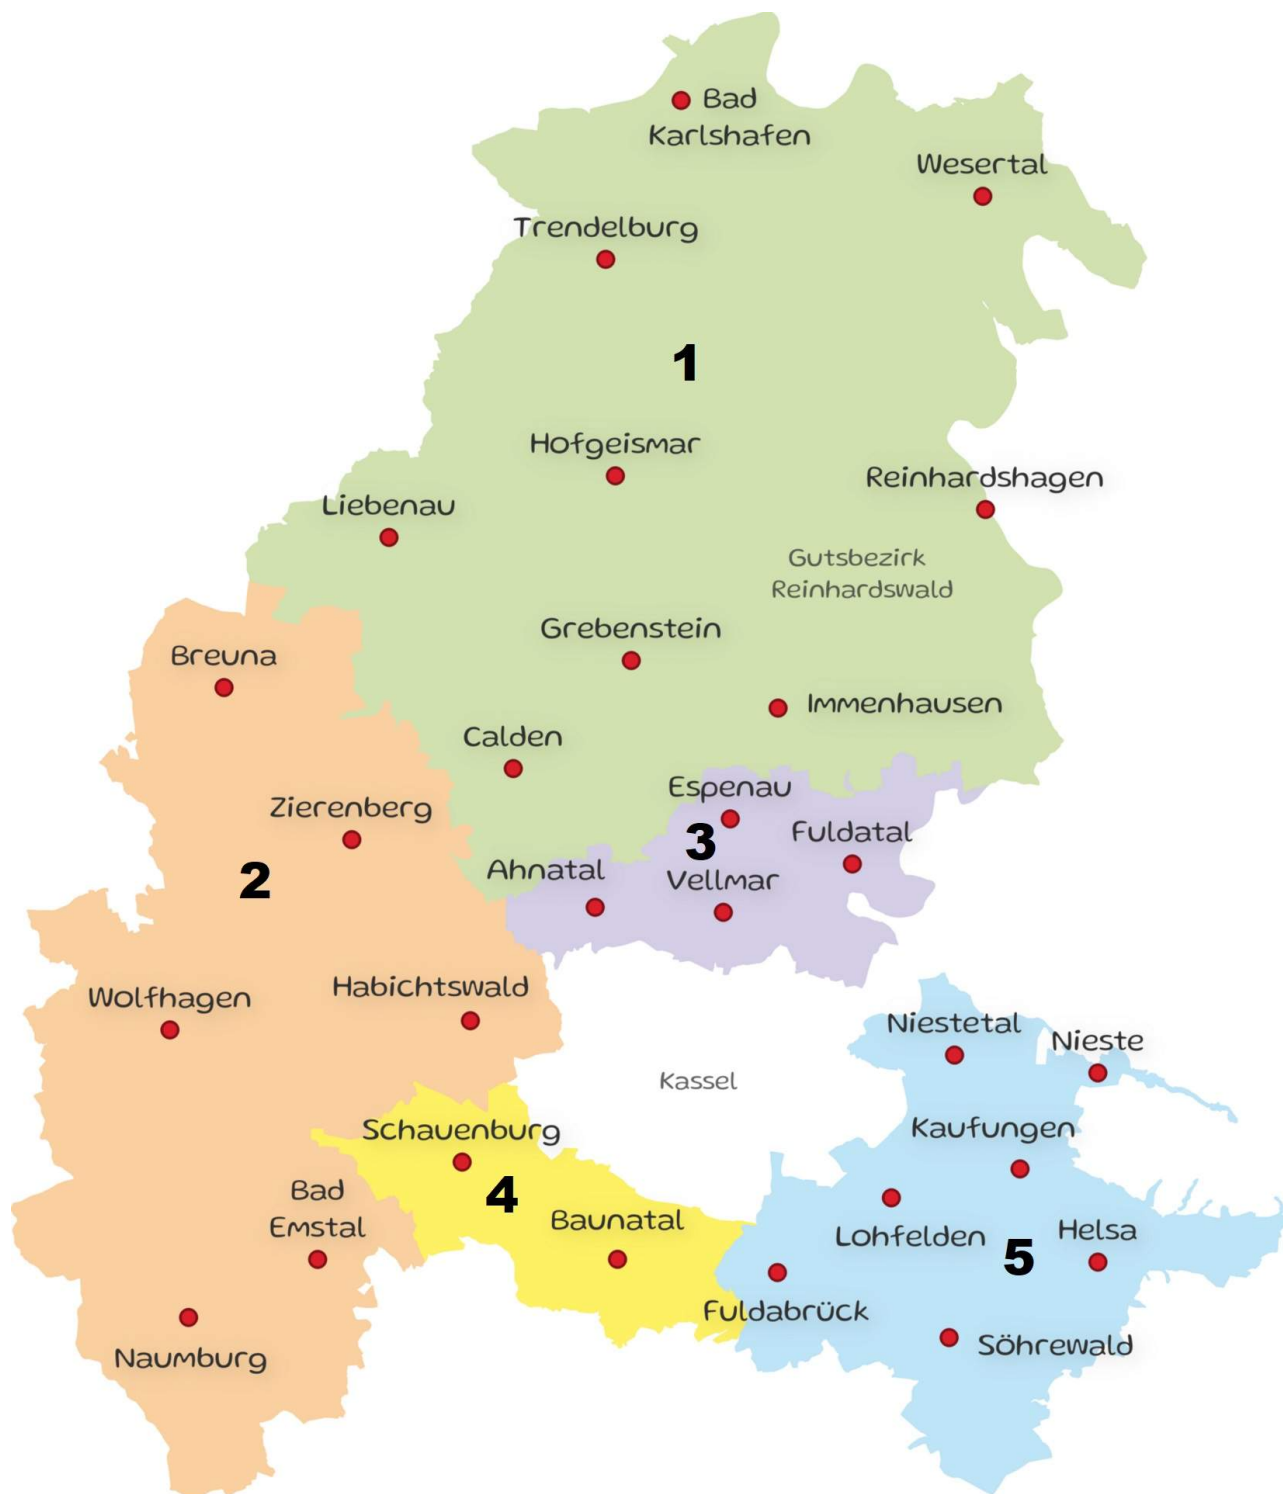 Bad
Karlshafen
Wesertal
Trendelburg
1
Hofgeismar
Reinhardshagen
Liebenau
Gutsbezirk
Reinhardswald
Grebenstein
Breuna
Immenhausen
Calden
Espenau
Zierenberg
3
Fuldatal
2
Ahnatal
Vellmar
Wolfhagen
Habichtswald
Niestetal
Nieste
Kassel
Schauenburg
Kaufungen
4
Bad
Emstal
Baunatal
Lohfelden
Helsa
5
Fuldabrück
Naumburg
Söhrewald